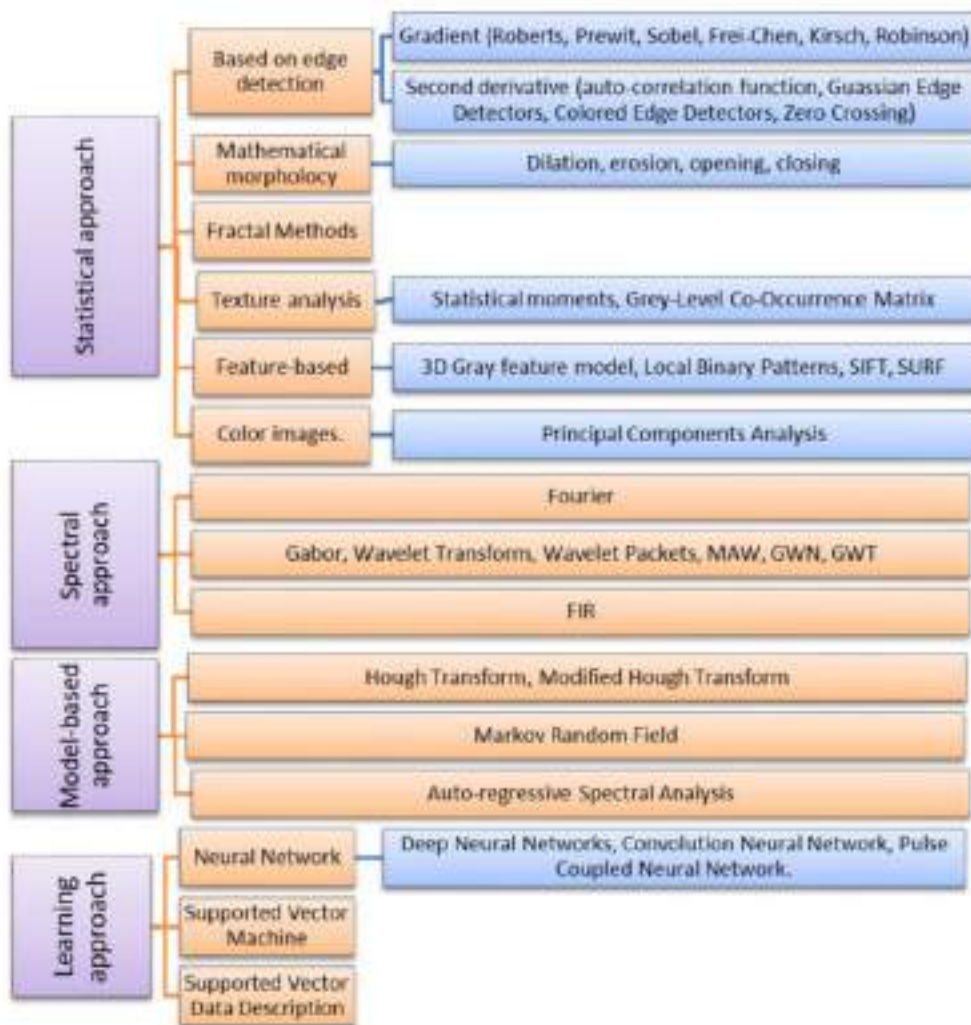 Statistical approach
Based on edge
detection
Gradient (Roberts, Prewit, Sobel, Frei-Chen, Kirsch, Robinson)
Second derivative (auto-correlation function, Guassian Edge
Detectors, Colored Edge Detectors, Zero Crossing)
Mathematical
morpholocy
Dilation, erosion, opening, closing
Fractal Methods
Texture analysis
Statistical moments, Grey-Level Co-Occurrence Matrix
Feature-based
3D Gray feature model, Local Binary Patterns, SIFT, SURF
Color images.
Principal Components Analysis
Spectral
approach
Fourier
Gabor, Wavelet Transform, Wavelet Packets, MAW, GWN, GWT
FIR
Model-based
approach
Hough Transform, Modified Hough Transform
Markov Random Field
Auto-regressive Spectral Analysis
Learning
approach
Neural Network
Deep Neural Networks, Convolution Neural Network, Pulse
Coupled Neural Network.
Supported Vector
Machine
Supported Vector
Data Description